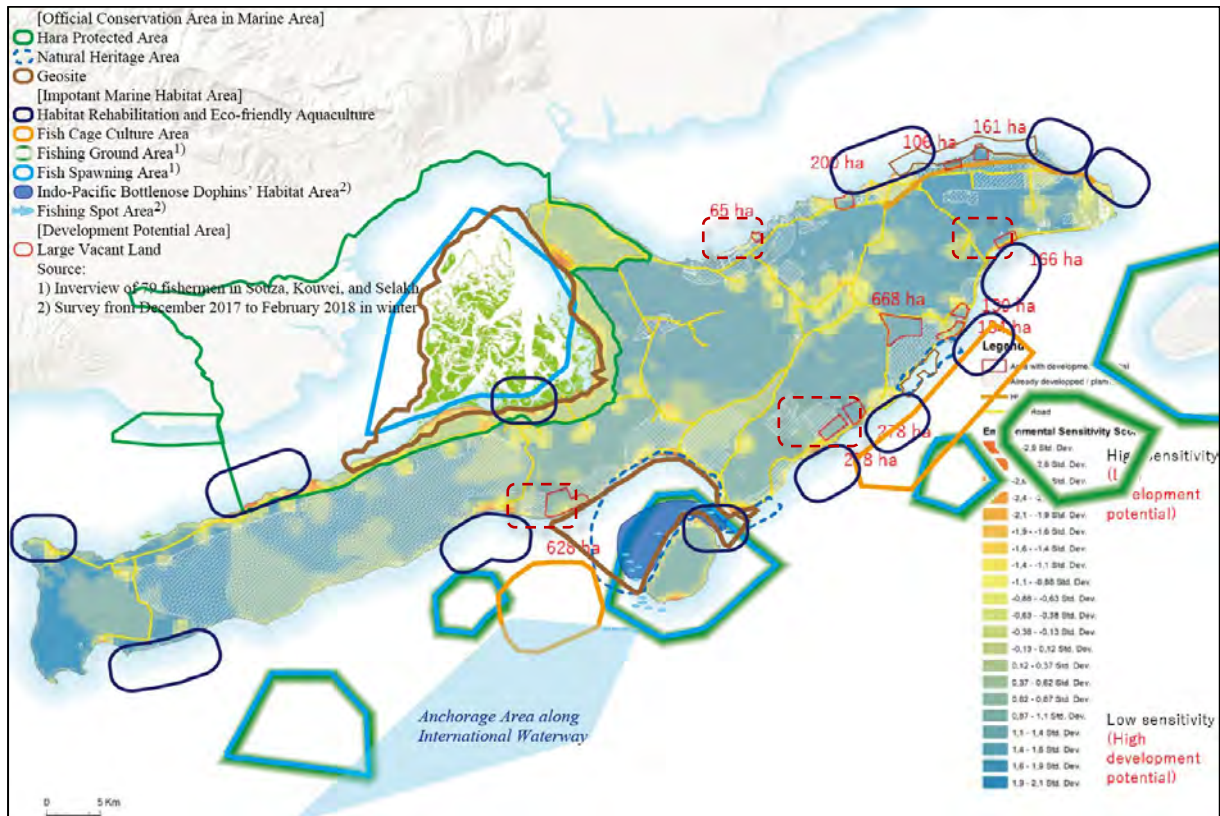 [Official Conservation Area in Marine Area]
Hara Protected Area
Natural Heritage Area
Geosite
[Impotant Marine Habitat Area]
Habitat Rehabilitation and Eco-friendly Aquaculture
Fish Cage Culture Area
Fishing Ground Area1)
Fish Spawning Area1)
Indo-Pacific Bottlenose Dophins' Habitat Area2)
Fishing Spot Area2)
[Development Potential Area]
Large Vacant Land
Source:
1) Inverview of 79 fishermen in Souza, Kouvei, and Selakh
2) Survey from December 2017 to February 2018 in winter
161 ha
106 ha
200 ha
65 ha
166 ha
668 ha
ha
ha
278 ha
278 ha
628 ha
Anchorage Area along
International Waterway
0 5 Km
Legend
Area with
Already developped /
Road
Sensitivity
High sensitivity
development
potential)
-2.1 - -1.9 Std. Dev.
-1.9 - -1.6 Std. Dev.
-1.6 - -1.4 Std. Dev.
-1.4 - -1.1 Std. Dev.
-1.1 - -0.88 Std. Dev.
-0.88 - -0.63 Std. Dev.
-0.63 - -0.38 Std. Dev.
-0.38 - -0.13 Std. Dev.
-0.13 - 0.12 Std. Dev.
0.12 - 0.37 Std. Dev.
0.37 - 0.62 Std. Dev.
0.62 - 0.87 Std. Dev.
0.87 - 1.1 Std. Dev.
1.1 - 1.4 Std. Dev.
1.4 - 1.6 Std. Dev.
1.6 - 1.9 Std. Dev.
1.9 - 2.1 Std. Dev.
Low sensitivity
(High
development
potential)